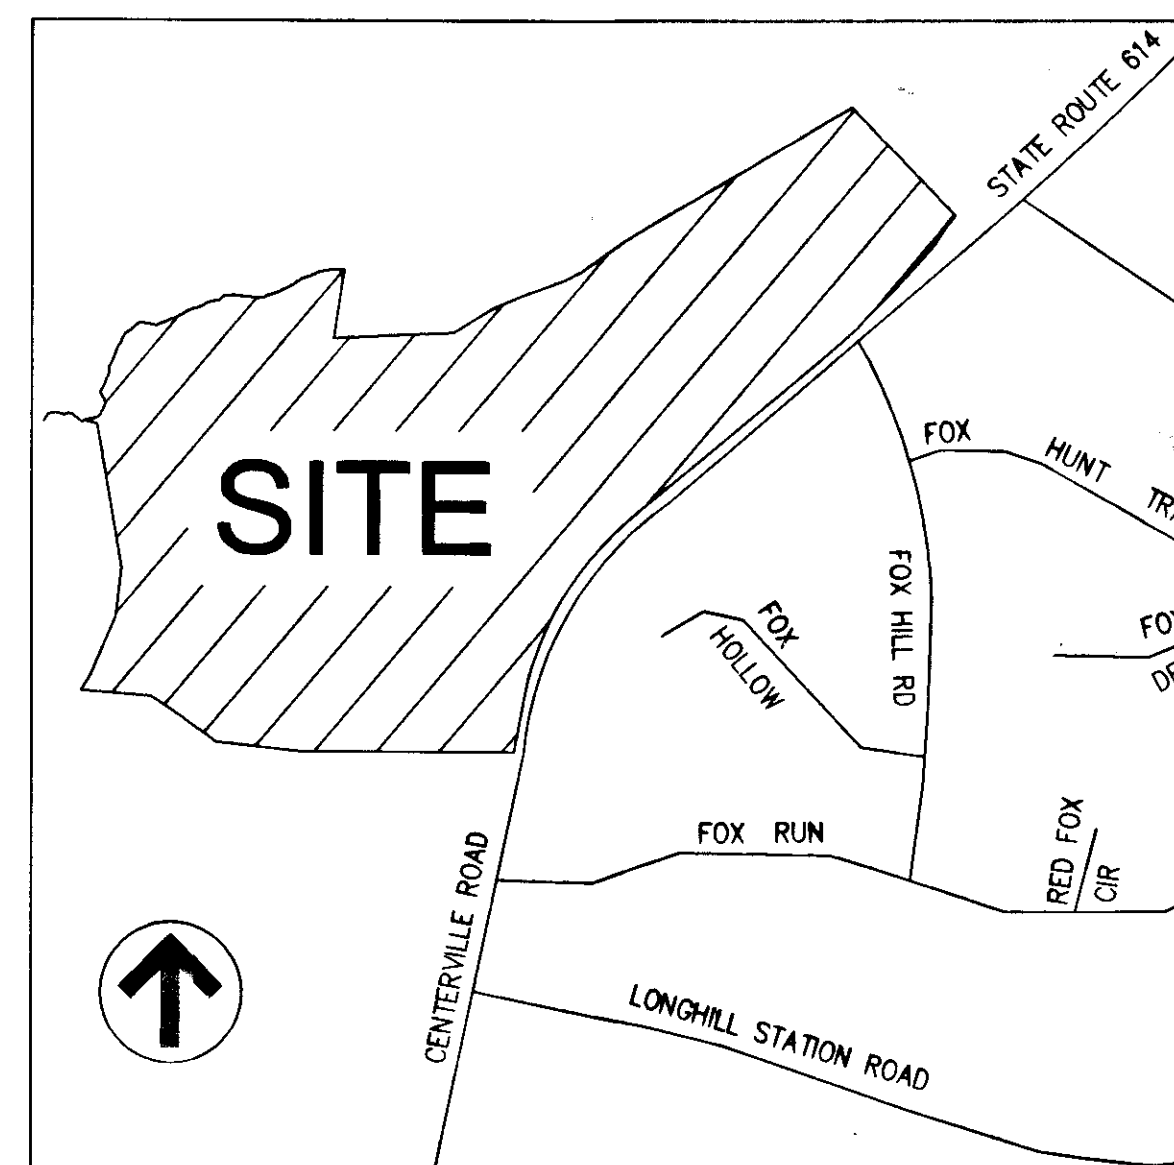 STATE ROUTE 614
FOX
HUNT
SITE
FOX HILL RD
FOX
HOLLOW
FOX RUN
RED FOX
CIR
CENTERVILLE ROAD
LONGHILL STATION ROAD